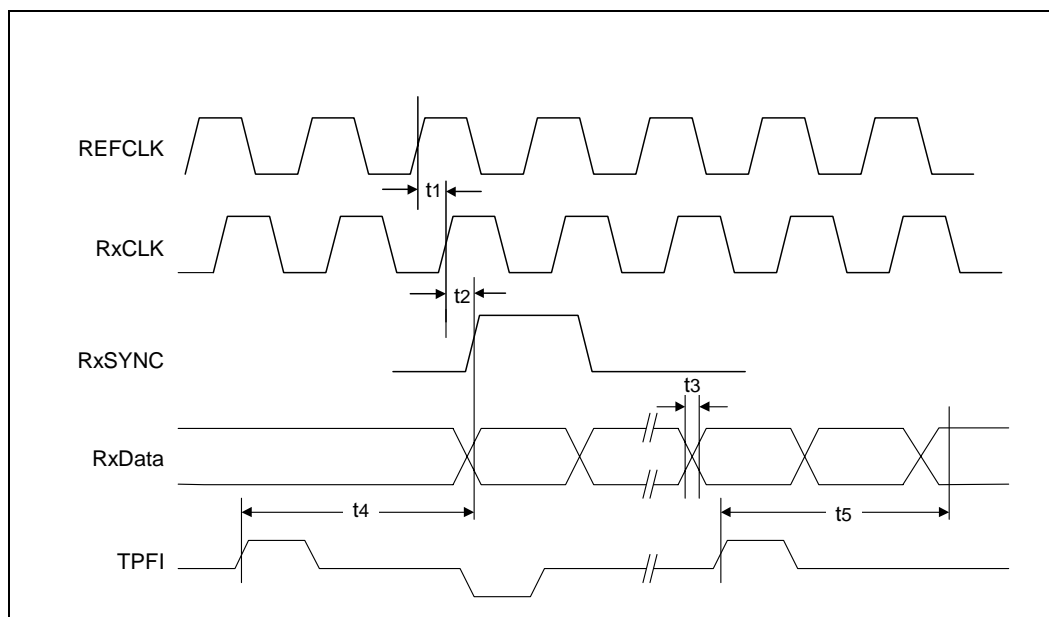 REFCLK
t1
RxCLK
t2
RxSYNC
t3
RxData
t4
t5
TPFI